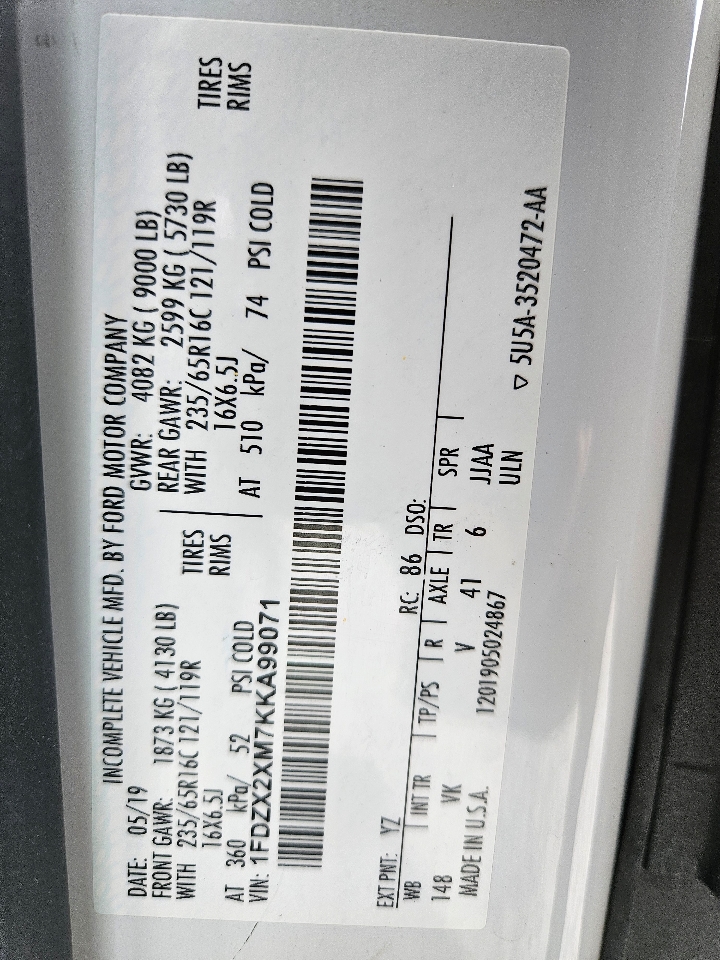 INCOMPLETE VEHICLE MFD. BY FORD MOTOR COMPANY
DATE: 05/19 GVWR: 4082 KG ( 9000 LB)
FRONT GAWR: 1873 KG ( 4130 LB) REAR GAWR: 2599 KG ( 5730 LB)
WITH 235/65R16C 121/119R TIRES WITH 235/65R16C 121/119R TIRES
16X6.5J RIMS 16X6.5J RIMS
AT 360 kPa/ 52 PSI COLD AT 510 kPa/ 74 PSI COLD
VIN: 1FDZX2XM7KKA99071
EXT PNT: YZ RC: 86 DSO:
WB INT TR TP/PS R AXLE TR SPR
148 VK V 41 6 JJAA
MADE IN U.S.A. 1201905024867 ULN
▽ 5U5A-3520472-AA